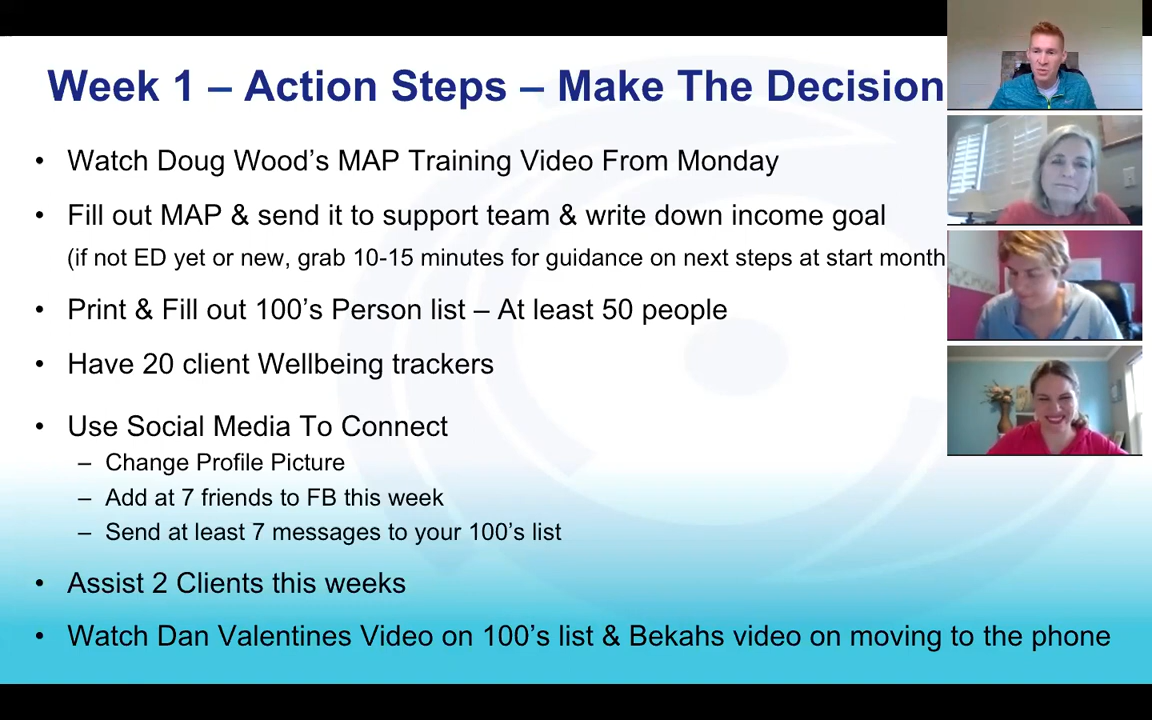 Week 1 – Action Steps – Make The Decision
• Watch Doug Wood’s MAP Training Video From Monday
• Fill out MAP & send it to support team & write down income goal
(if not ED yet or new, grab 10-15 minutes for guidance on next steps at start month
• Print & Fill out 100’s Person list – At least 50 people
• Have 20 client Wellbeing trackers
• Use Social Media To Connect
– Change Profile Picture
– Add at 7 friends to FB this week
– Send at least 7 messages to your 100’s list
• Assist 2 Clients this weeks
• Watch Dan Valentines Video on 100’s list & Bekahs video on moving to the phone